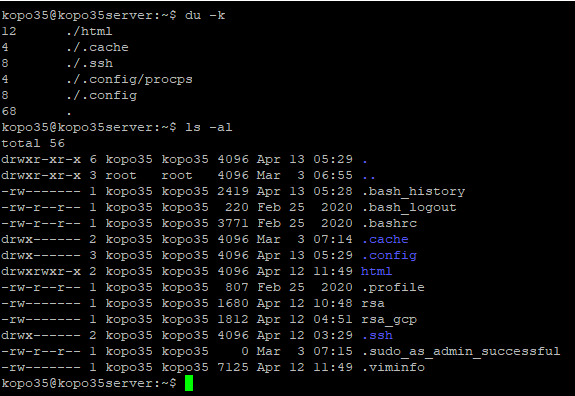 kopo35@kopo35server:~$ du -k
12      ./html
4       ./.cache
8       ./.ssh
4       ./.config/procps
8       ./.config
68      .
kopo35@kopo35server:~$ ls -al
total 56
drwxr-xr-x 6 kopo35 kopo35 4096 Apr 13 05:29 .
drwxr-xr-x 3 root   root   4096 Mar  3 06:55 ..
-rw------- 1 kopo35 kopo35 2419 Apr 13 05:28 .bash_history
-rw-r--r-- 1 kopo35 kopo35  220 Feb 25  2020 .bash_logout
-rw-r--r-- 1 kopo35 kopo35 3771 Feb 25  2020 .bashrc
drwx------ 2 kopo35 kopo35 4096 Mar  3 07:14 .cache
drwx------ 3 kopo35 kopo35 4096 Apr 13 05:29 .config
drwxrwxr-x 2 kopo35 kopo35 4096 Apr 12 11:49 html
-rw-r--r-- 1 kopo35 kopo35  807 Feb 25  2020 .profile
-rw------- 1 kopo35 kopo35 1680 Apr 12 10:48 rsa
-rw------- 1 kopo35 kopo35 1812 Apr 12 04:51 rsa_gcp
drwx------ 2 kopo35 kopo35 4096 Apr 12 03:29 .ssh
-rw-r--r-- 1 kopo35 kopo35    0 Mar  3 07:15 .sudo_as_admin_successful
-rw------- 1 kopo35 kopo35 7125 Apr 12 11:49 .viminfo
kopo35@kopo35server:~$